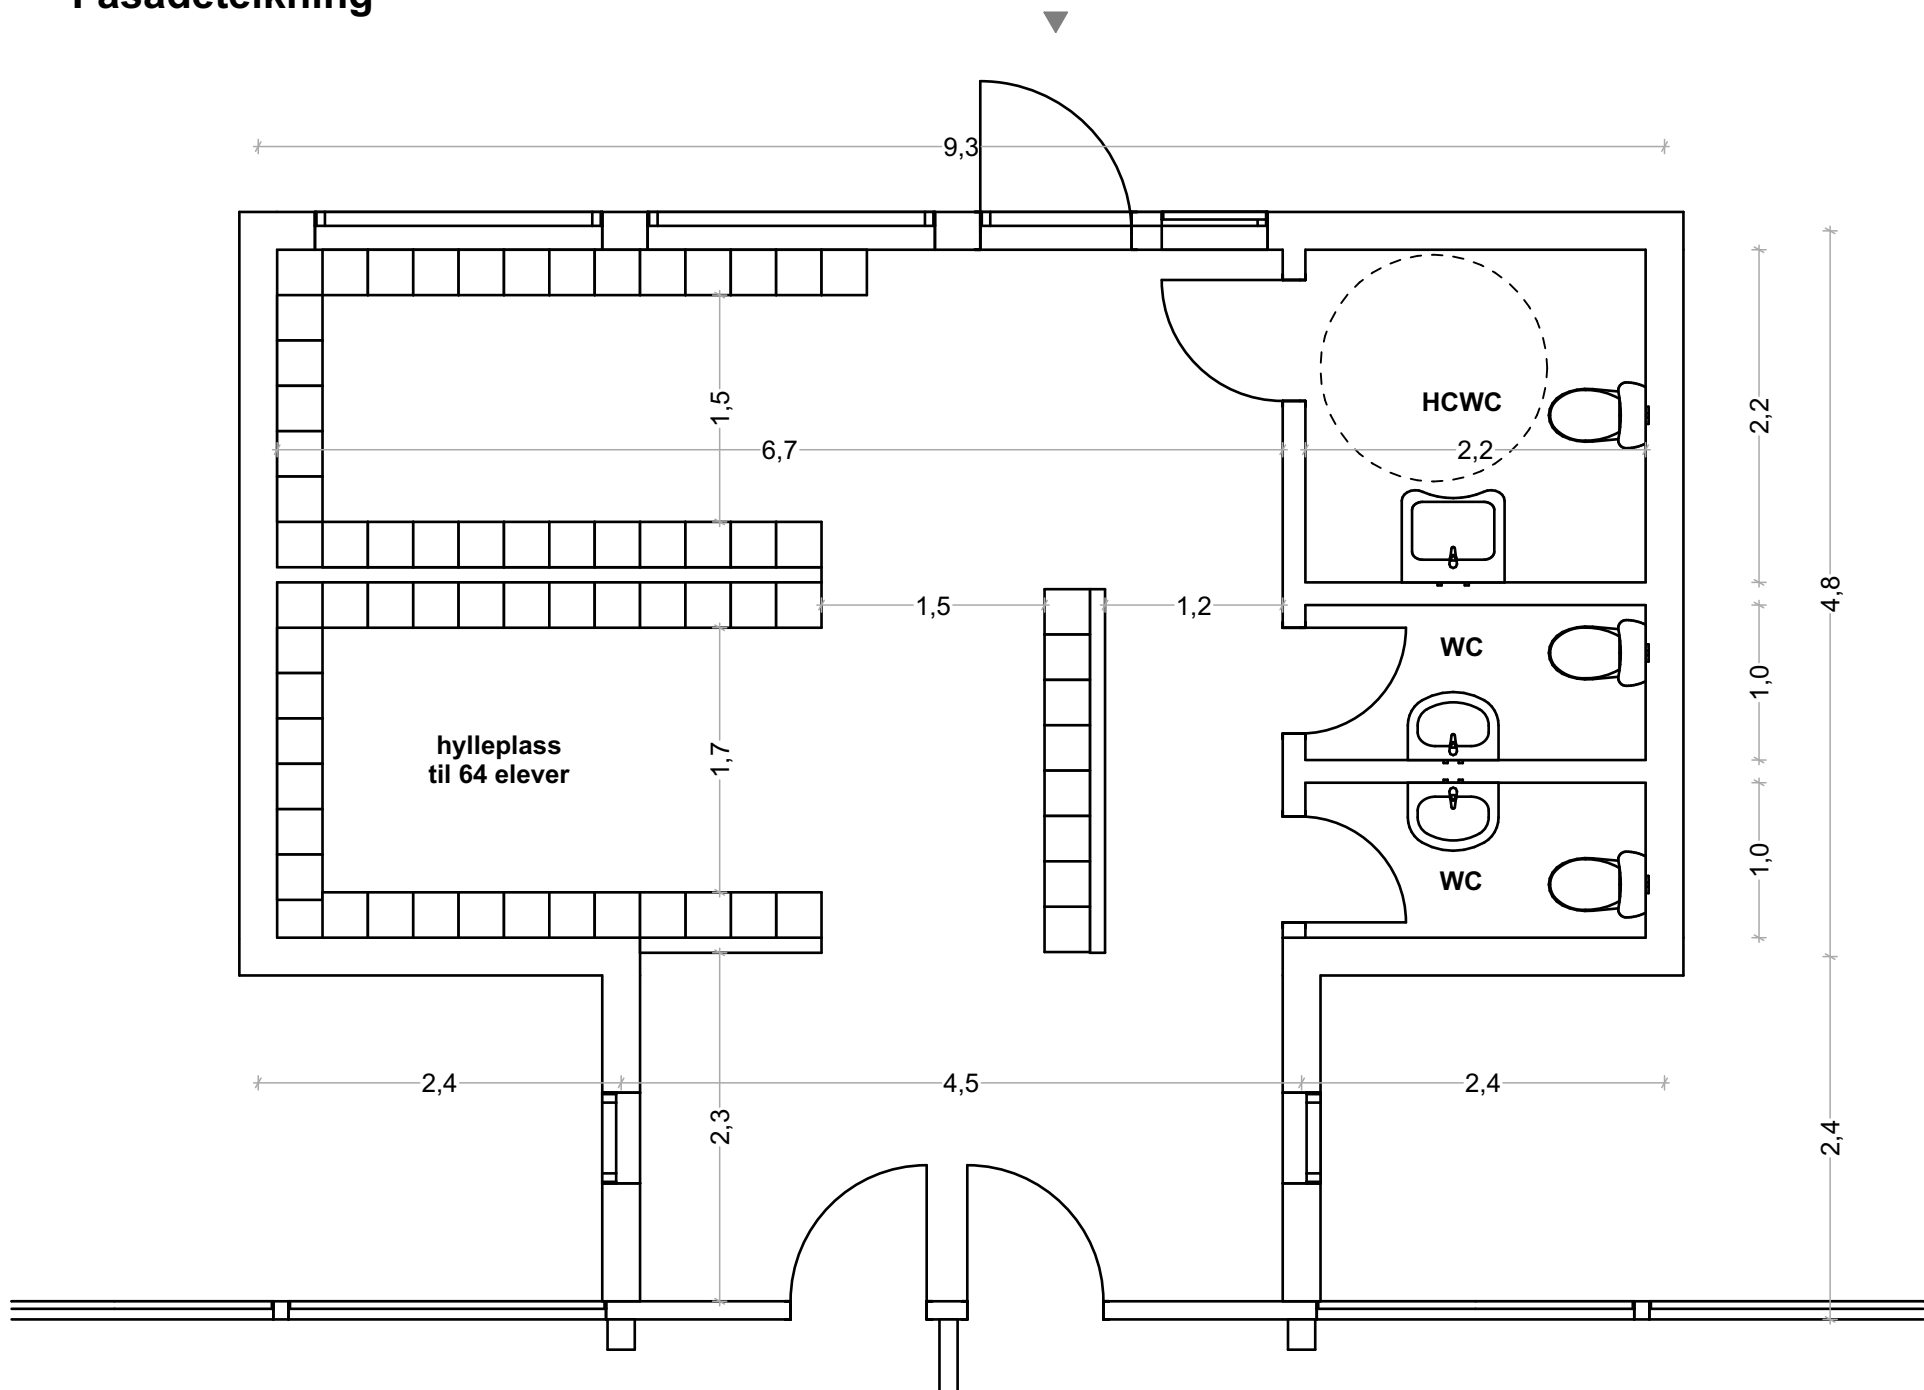 Fasadeteikning
9,3
1,5
6,7
HCWC
2,2
2,2
4,8
1,5
1,2
WC
1,0
hylleplass
til 64 elever
1,7
WC
1,0
2,4
4,5
2,4
2,3
2,4